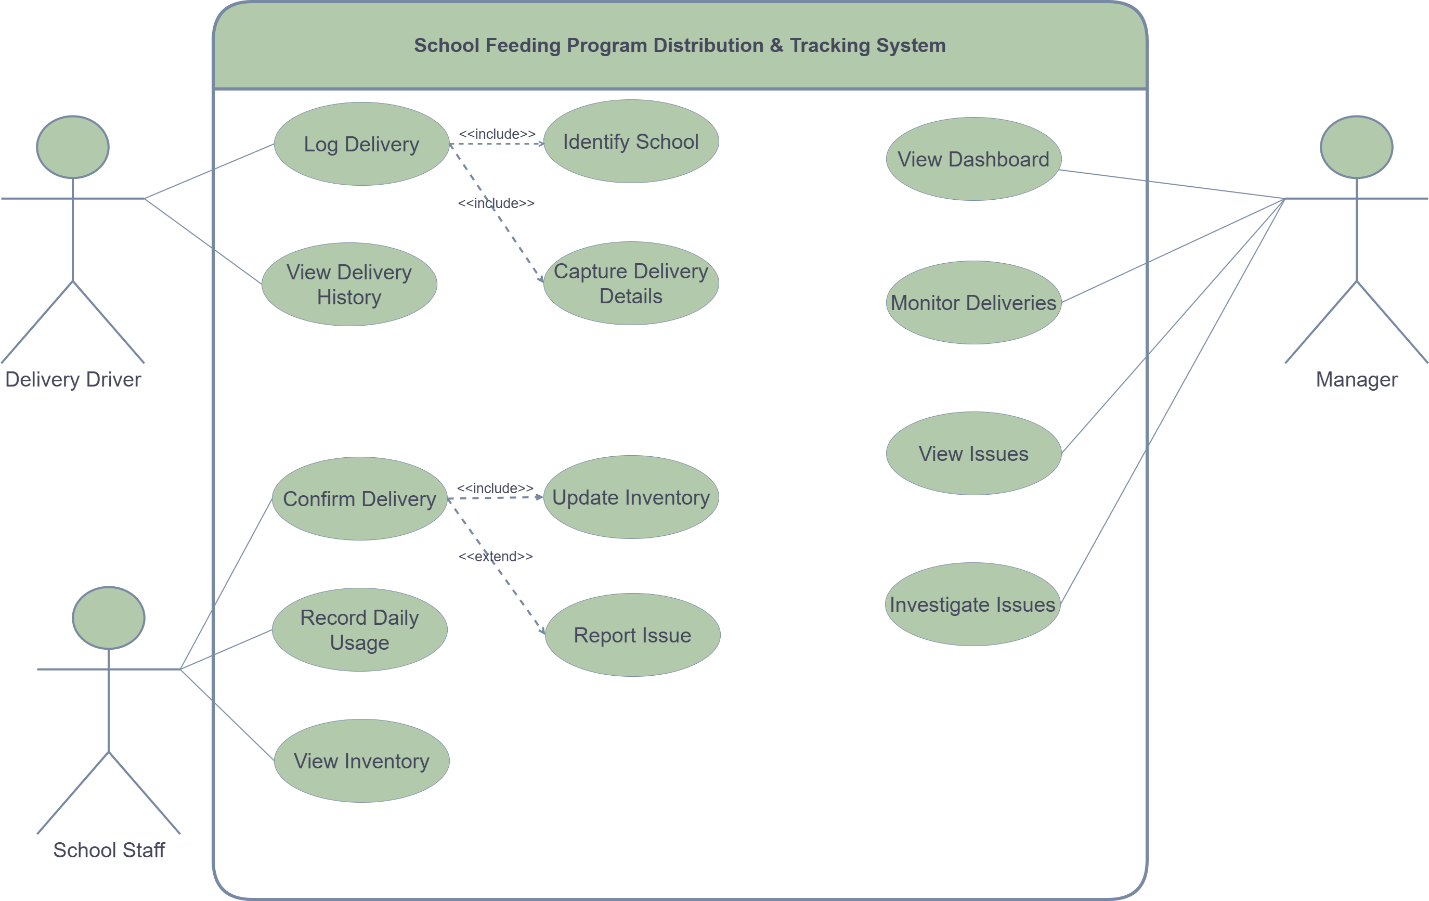 School Feeding Program Distribution & Tracking System
Log Delivery
<<include>>
Identify School
<<include>>
View Delivery
History
Capture Delivery
Details
View Dashboard
Monitor Deliveries
View Issues
Investigate Issues
Delivery Driver
Manager
Confirm Delivery
<<include>>
Update Inventory
<<extend>>
Report Issue
Record Daily
Usage
View Inventory
School Staff